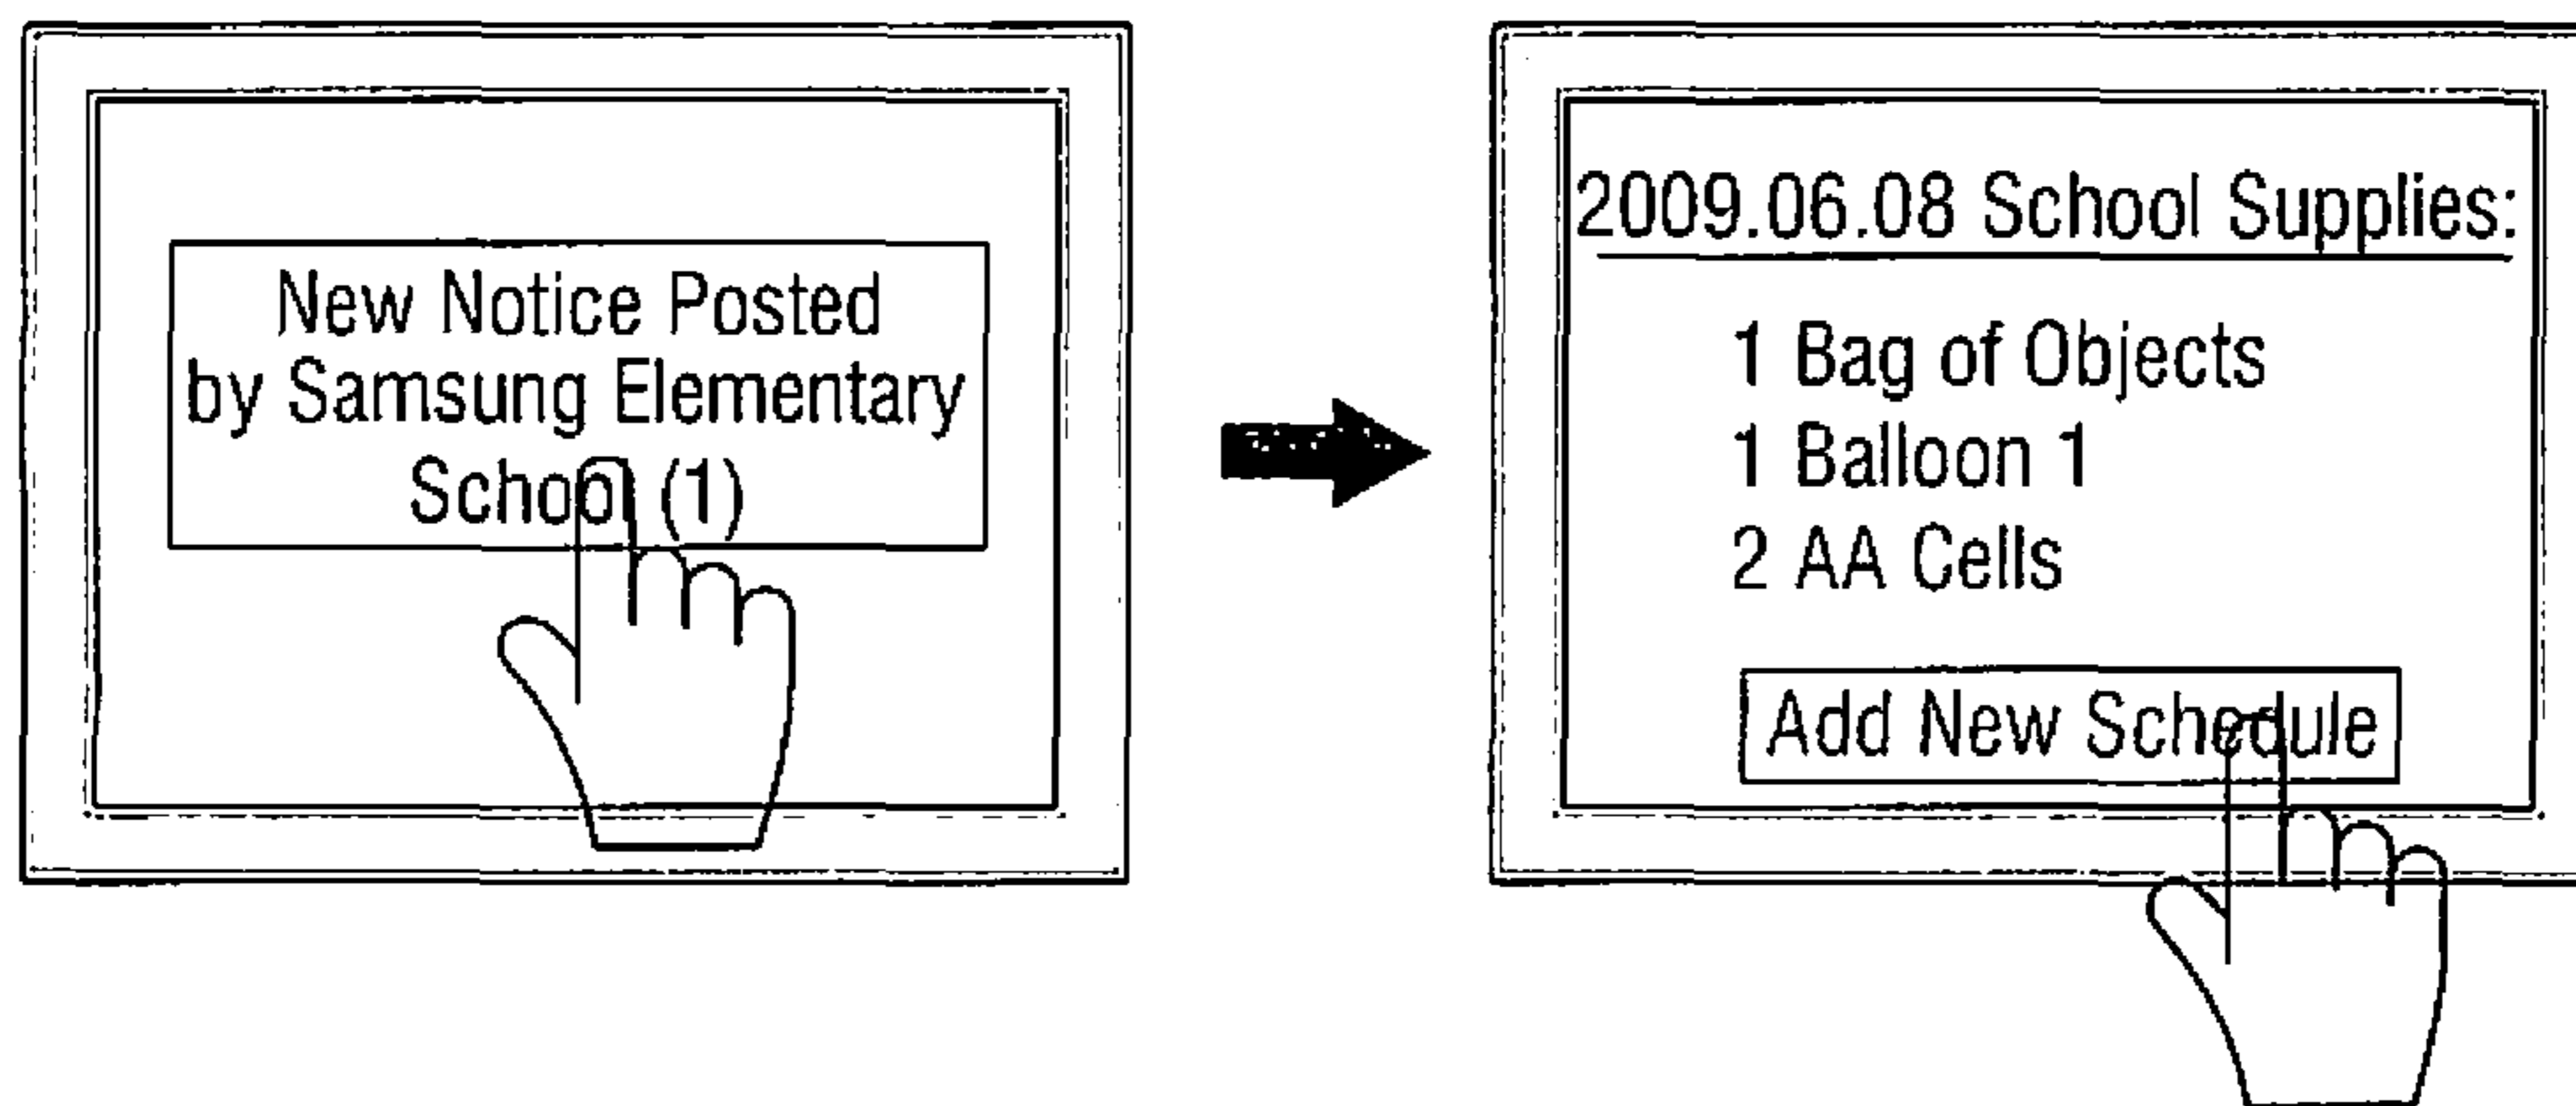 New Notice Posted
by Samsung Elementary
School (1)
2009.06.08 School Supplies:
1 Bag of Objects
1 Balloon 1
2 AA Cells
Add New Schedule